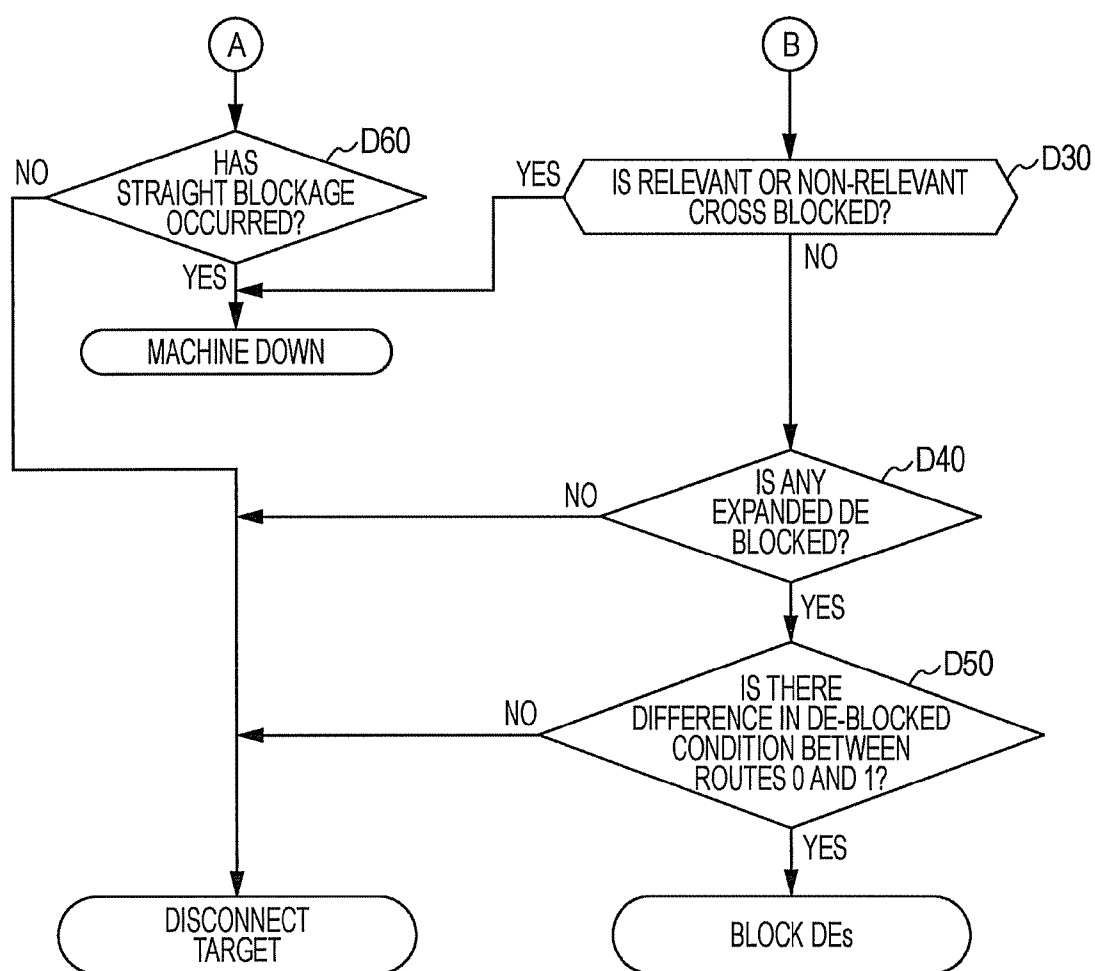 A
B
D60
HAS
STRAIGHT BLOCKAGE
OCCURRED?
NO
YES
YES
D30
IS RELEVANT OR NON-RELEVANT
CROSS BLOCKED?
NO
MACHINE DOWN
D40
IS ANY
EXPANDED DE
BLOCKED?
NO
YES
D50
IS THERE
DIFFERENCE IN DE-BLOCKED
CONDITION BETWEEN
ROUTES 0 AND 1?
NO
YES
DISCONNECT
TARGET
BLOCK DEs